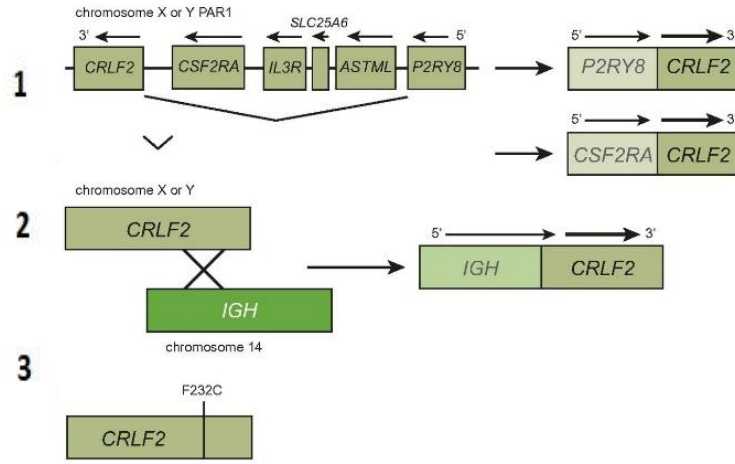 chromosome X or Y PAR1
SLC25A6
3' 5'
CRLF2 CSF2RA IL3R ASTML P2RY8
5' 3'
P2RY8 CRLF2
1
5' 3'
CSF2RA CRLF2
chromosome X or Y
2
CRLF2
5' 3'
IGH CRLF2
IGH
chromosome 14
3
F232C
CRLF2